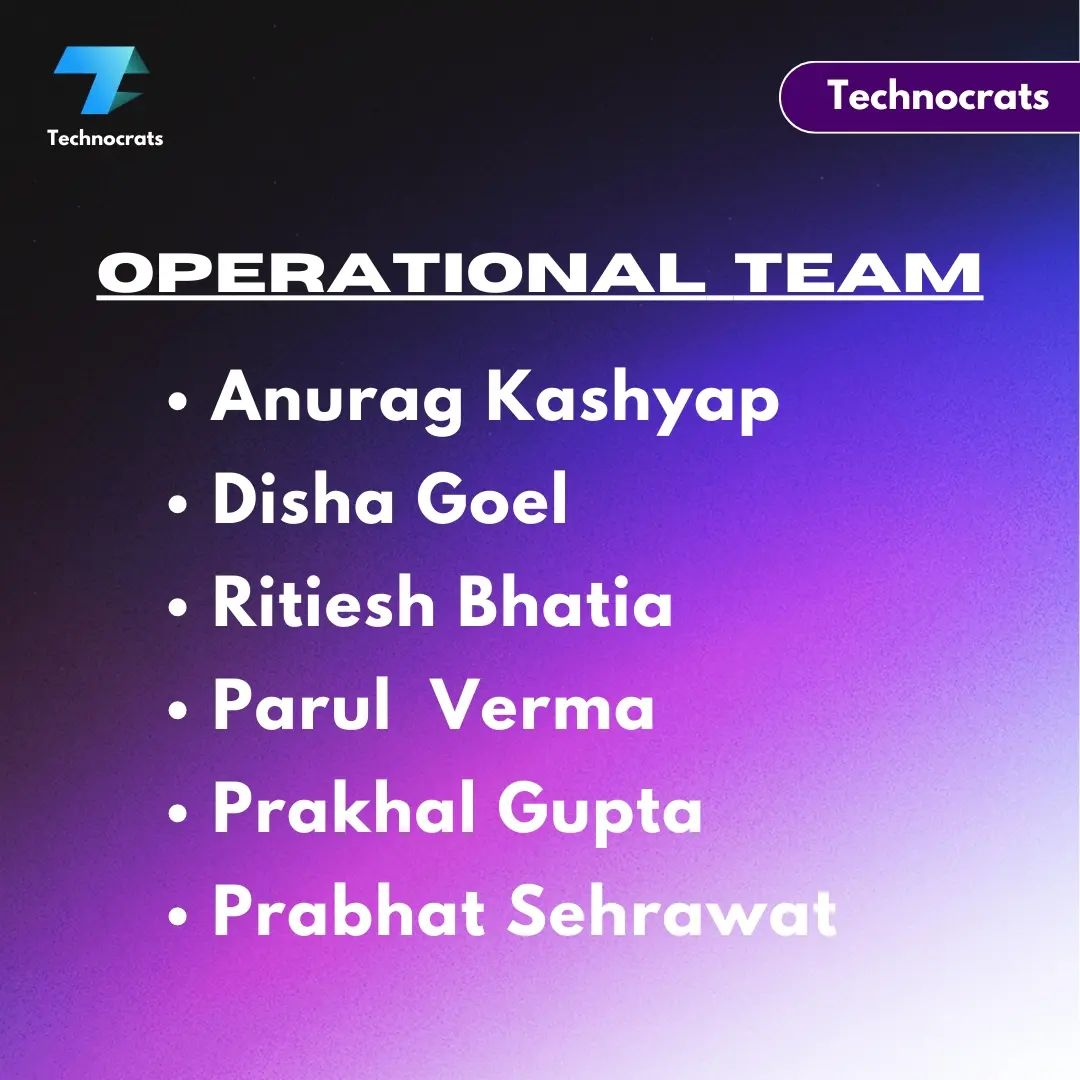 Technocrats
Technocrats
OPERATIONAL TEAM
• Anurag Kashyap
• Disha Goel
• Ritiesh Bhatia
• Parul  Verma
• Prakhal Gupta
• Prabhat Sehrawat